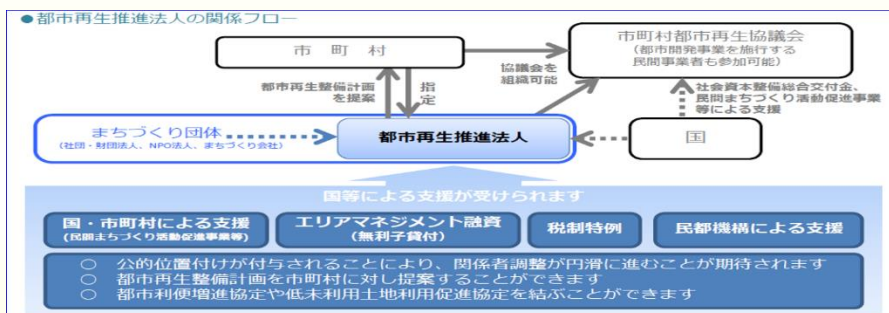 ●都市再生推進法人の関係フロー
市 町 村
市町村都市再生協議会
(都市開発事業を施行する
民間事業者も参加可能)
都市再生整備計画
を提案
指
定
協議会を
組織可能
社会資本整備総合交付金、
民間まちづくり活動促進事業
等による支援
まちづくり団体
(社団・財団法人、NPO法人、まちづくり会社)
都市再生推進法人
国
国等による支援が受けられます
国・市町村による支援
(民間まちづくり活動促進事業等)
エリアマネジメント融資
(無利子貸付)
税制特例
民都機構による支援
○ 公的位置付けが付与されることにより、関係者調整が円滑に進むことが期待されます
○ 都市再生整備計画を市町村に対し提案することができます
○ 都市利便増進協定や低未利用土地利用促進協定を結ぶことができます